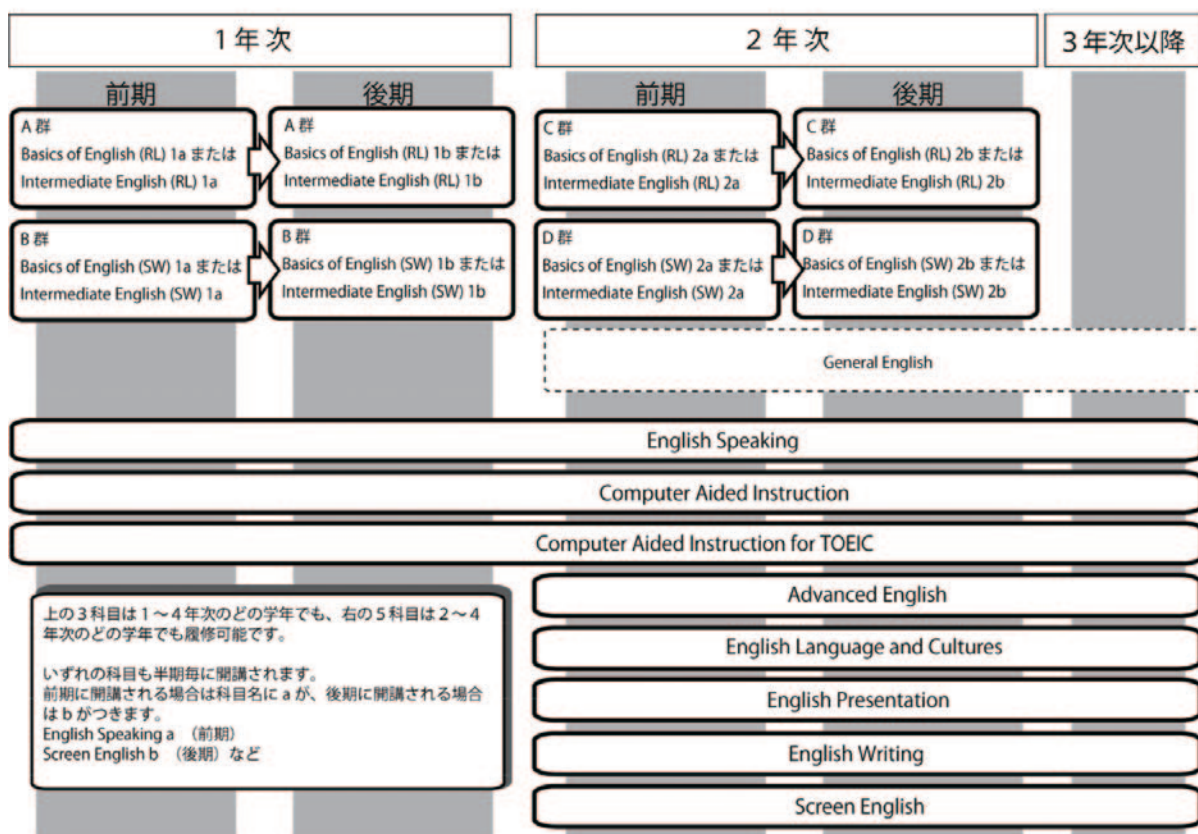 1年次
2年次
3年次以降
前期
後期
前期
後期
A群
Basics of English (RL) 1a または
Intermediate English (RL) 1a
A群
Basics of English (RL) 1b または
Intermediate English (RL) 1b
C群
Basics of English (RL) 2a または
Intermediate English (RL) 2a
C群
Basics of English (RL) 2b または
Intermediate English (RL) 2b
B群
Basics of English (SW) 1a または
Intermediate English (SW) 1a
B群
Basics of English (SW) 1b または
Intermediate English (SW) 1b
D群
Basics of English (SW) 2a または
Intermediate English (SW) 2a
D群
Basics of English (SW) 2b または
Intermediate English (SW) 2b
General English
English Speaking
Computer Aided Instruction
Computer Aided Instruction for TOEIC
上の3科目は1〜4年次のどの学年でも、右の5科目は2〜4
年次のどの学年でも履修可能です。
いずれの科目も半期毎に開講されます。
前期に開講される場合は科目名にaが、後期に開講される場合
はbがつきます。
English Speaking a （前期）
Screen English b （後期）など
Advanced English
English Language and Cultures
English Presentation
English Writing
Screen English